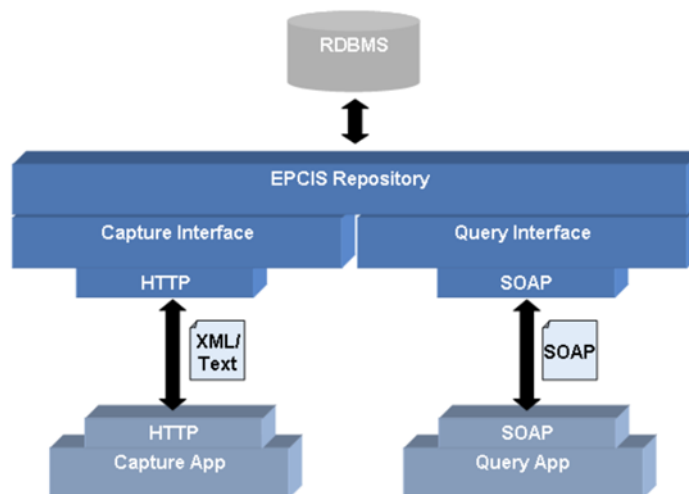 RDBMS
EPCIS Repository
Capture Interface
Query Interface
HTTP
SOAP
XML/
Text
SOAP
HTTP
SOAP
Capture App
Query App